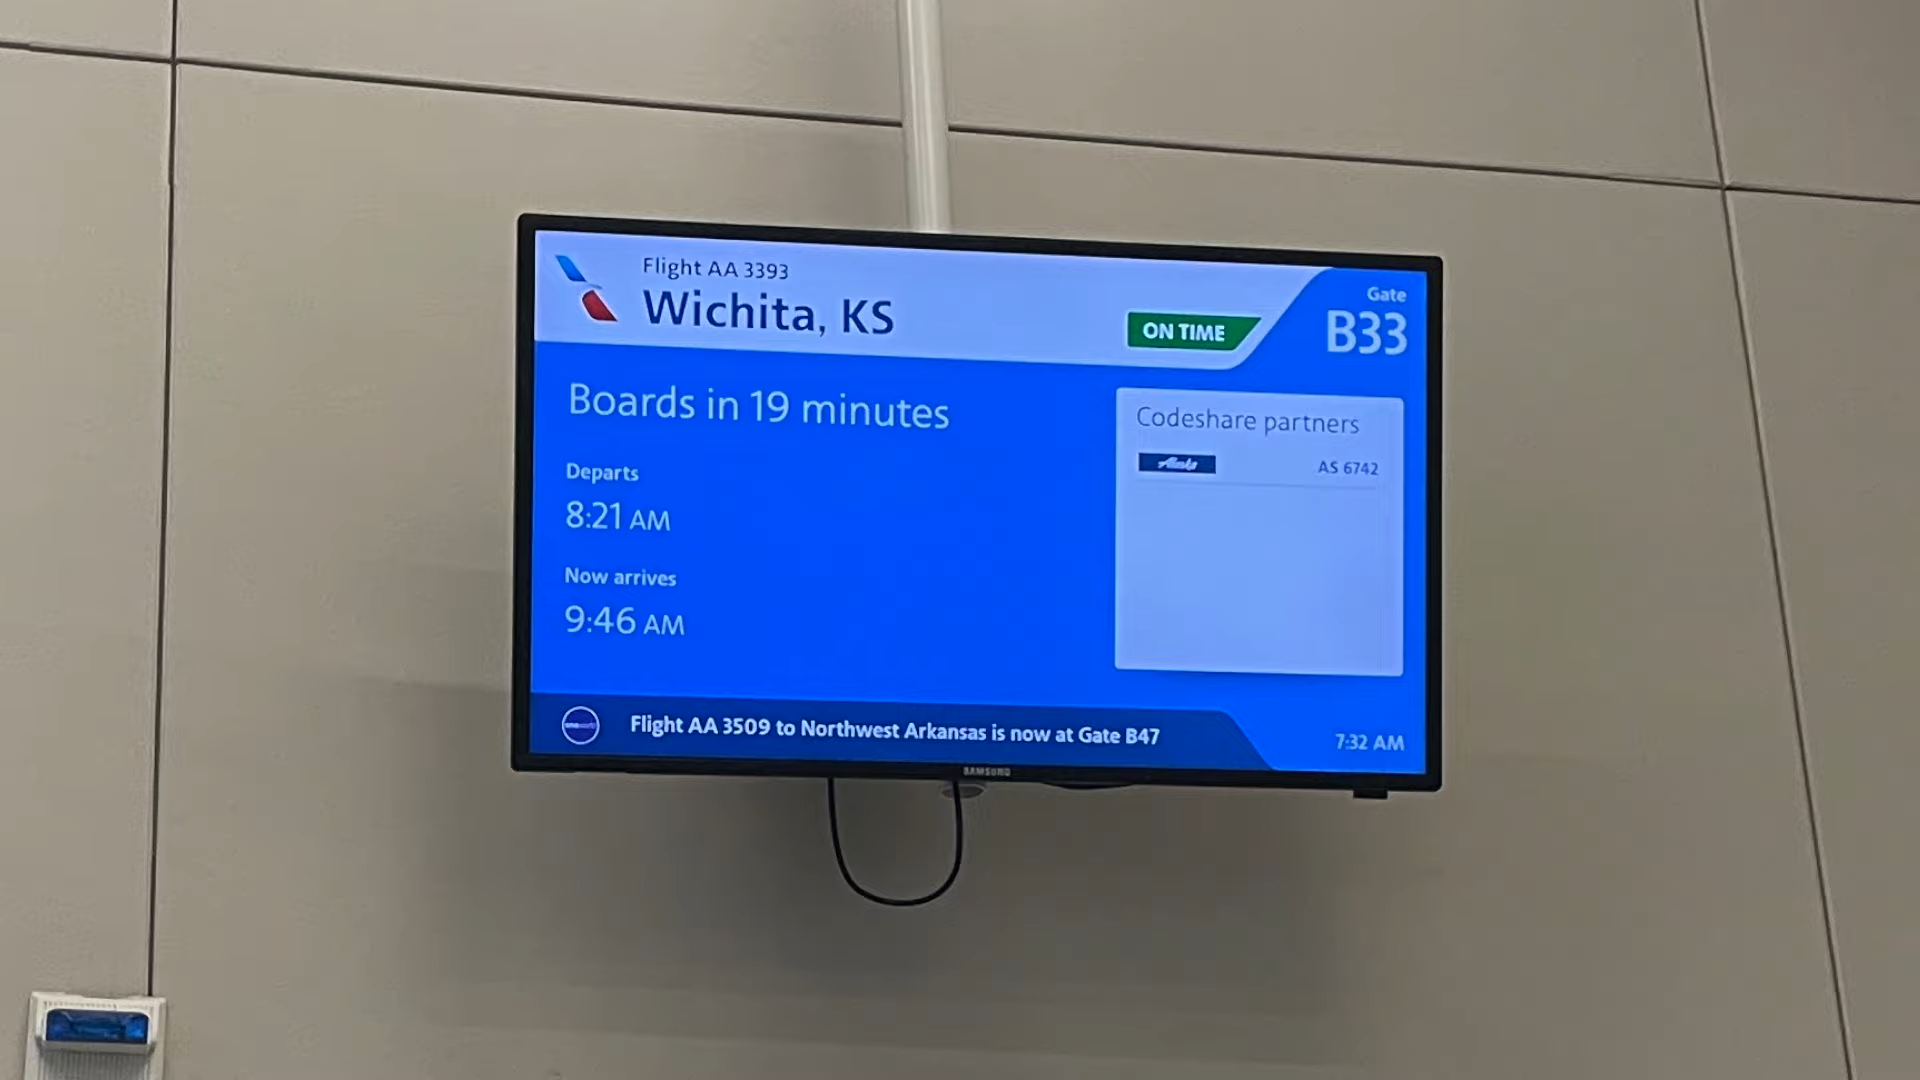 Flight AA 3393
Wichita, KS
ON TIME
Gate
B33
Boards in 19 minutes
Departs
8:21 AM
Now arrives
9:46 AM
Codeshare partners
Alaska
AS 6742
oneworld
Flight AA 3509 to Northwest Arkansas is now at Gate B47
7:32 AM
SAMSUNG